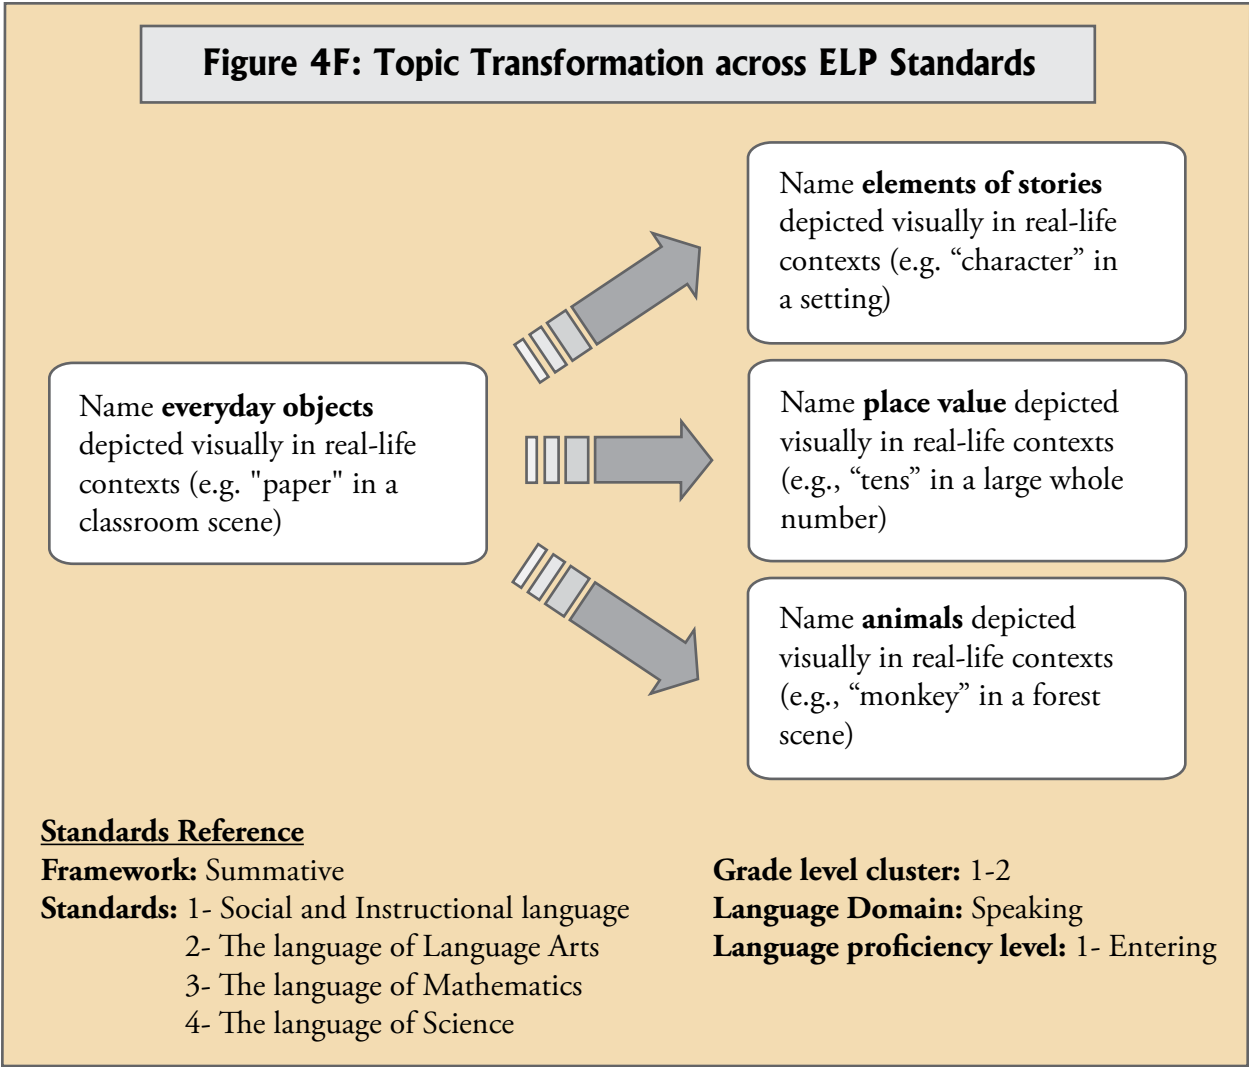 Figure 4F: Topic Transformation across ELP Standards
Name everyday objects
depicted visually in real-life
contexts (e.g. "paper" in a
classroom scene)
Name elements of stories
depicted visually in real-life
contexts (e.g. “character” in
a setting)
Name place value depicted
visually in real-life contexts
(e.g., “tens” in a large whole
number)
Name animals depicted
visually in real-life contexts
(e.g., “monkey” in a forest
scene)
Standards Reference
Framework: Summative
Standards: 1- Social and Instructional language
2- The language of Language Arts
3- The language of Mathematics
4- The language of Science
Grade level cluster: 1-2
Language Domain: Speaking
Language proficiency level: 1- Entering